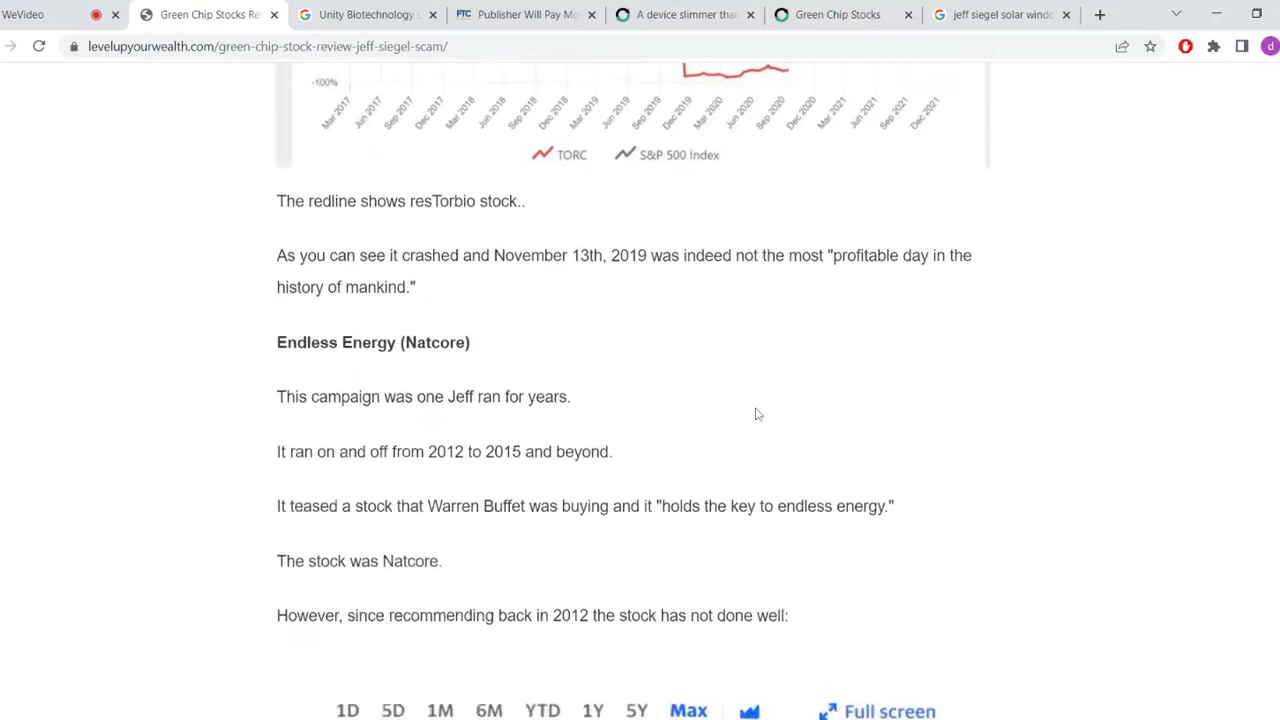 WeVideo
Green Chip Stocks Re
Unity Biotechnology
FTC Publisher Will Pay Mo
A device slimmer than
Green Chip Stocks
jeff siegel solar windo
levelupyourwealth.com/green-chip-stock-review-jeff-siegel-scam/
d
-100%
Mar 2017 Jun 2017 Sep 2017 Dec 2017 Mar 2018 Jun 2018 Sep 2018 Dec 2018 Mar 2019 Jun 2019 Sep 2019 Dec 2019 Mar 2020 Jun 2020 Sep 2020 Dec 2020 Mar 2021 Jun 2021 Sep 2021 Dec 2021
TORC S&P 500 Index
The redline shows resTorbio stock..
As you can see it crashed and November 13th, 2019 was indeed not the most "profitable day in the
history of mankind."
Endless Energy (Natcore)
This campaign was one Jeff ran for years.
It ran on and off from 2012 to 2015 and beyond.
It teased a stock that Warren Buffet was buying and it "holds the key to endless energy."
The stock was Natcore.
However, since recommending back in 2012 the stock has not done well:
1D 5D 1M 6M YTD 1Y 5Y Max Full screen